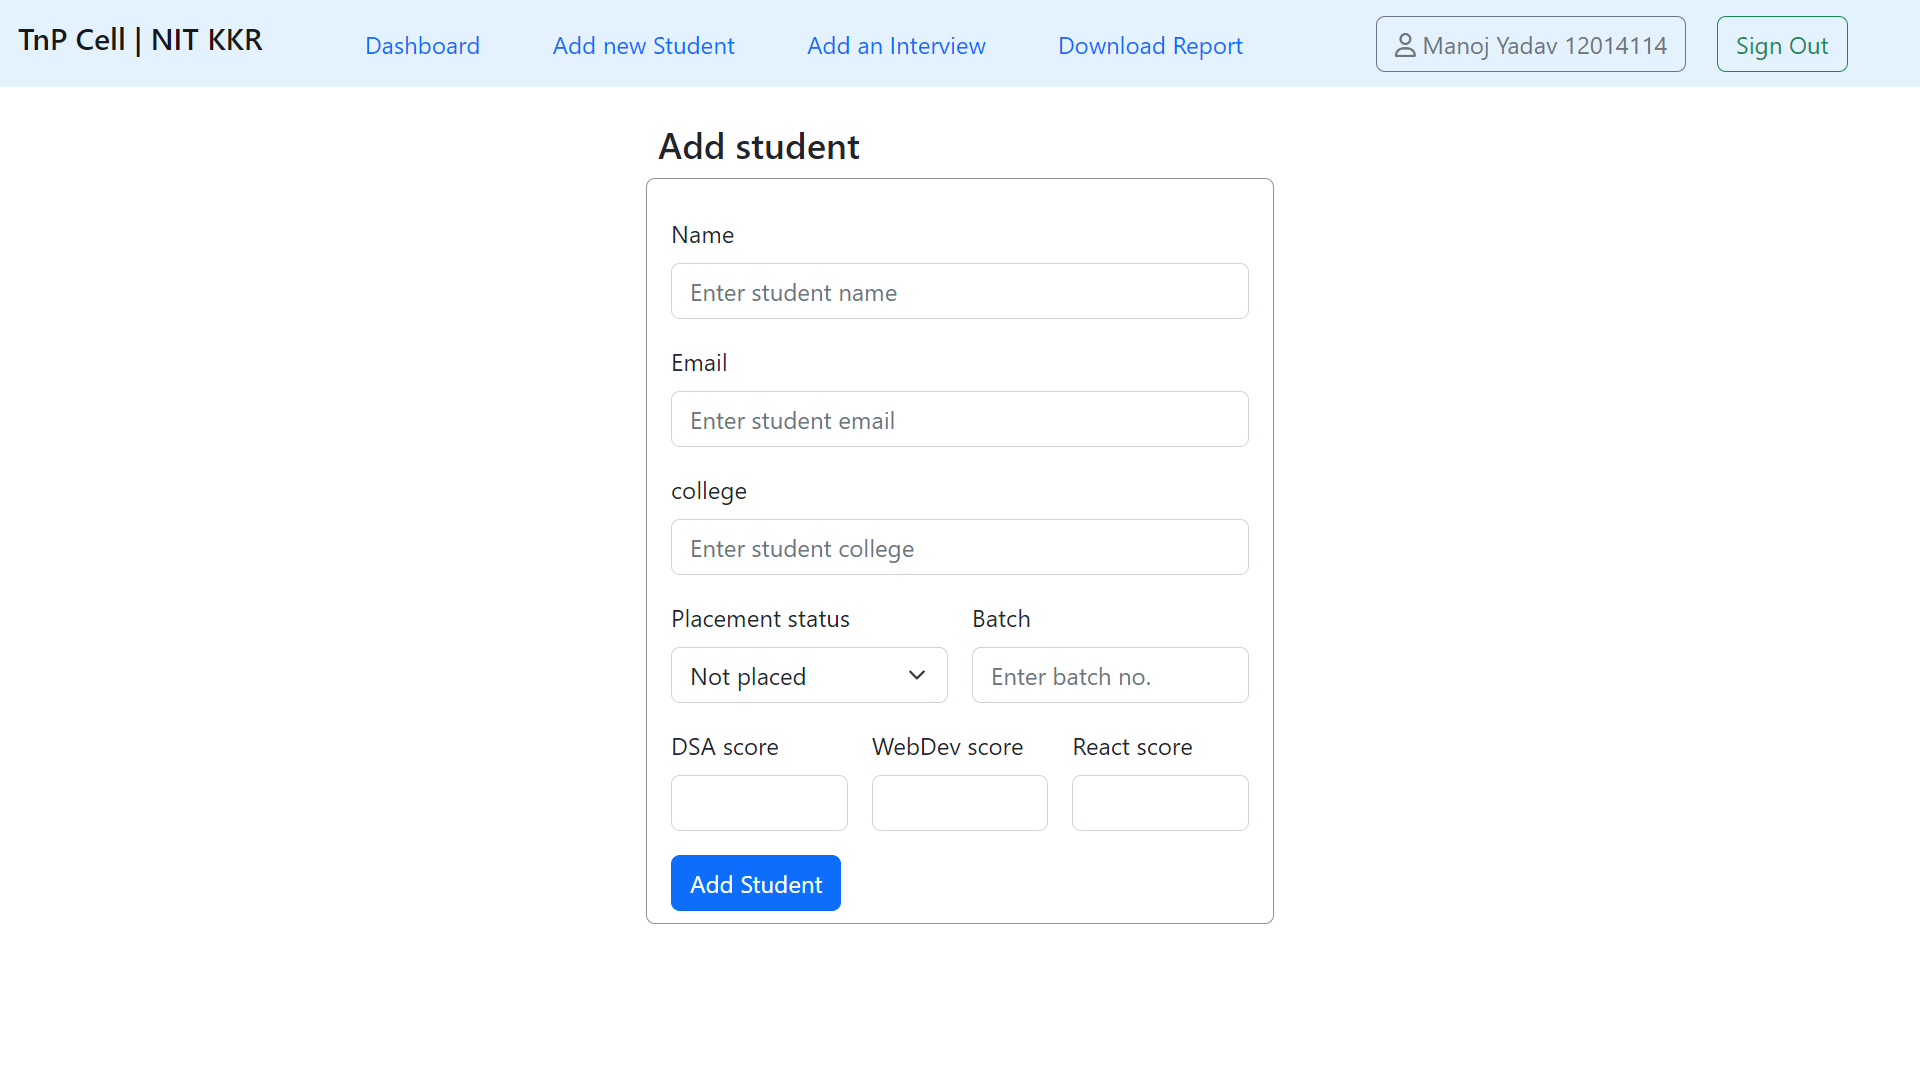 TnP Cell | NIT KKR Dashboard Add new Student Add an Interview Download Report Manoj Yadav 12014114 Sign Out
Add student
Name
Enter student name
Email
Enter student email
college
Enter student college
Placement status Batch
Not placed Enter batch no.
DSA score WebDev score React score
Add Student